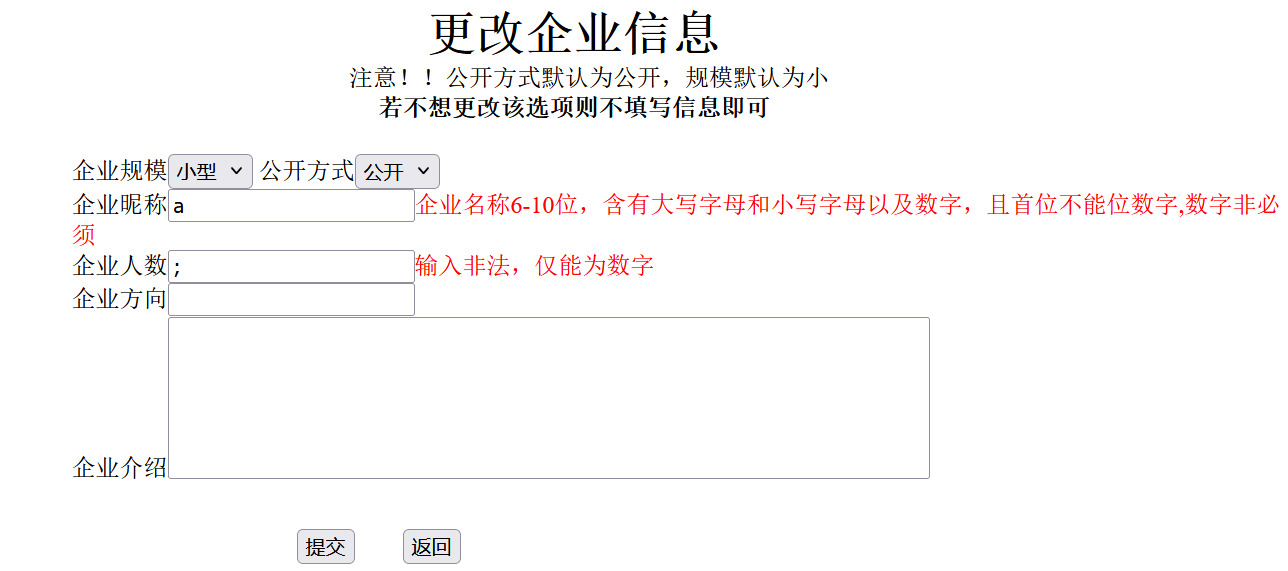 更改企业信息
注意！！公开方式默认为公开，规模默认为小
若不想更改该选项则不填写信息即可
企业规模 小型 公开方式 公开
企业昵称 a 企业名称6-10位，含有大写字母和小写字母以及数字，且首位不能位数字,数字非必
须
企业人数 ; 输入非法，仅能为数字
企业方向
企业介绍
提交 返回